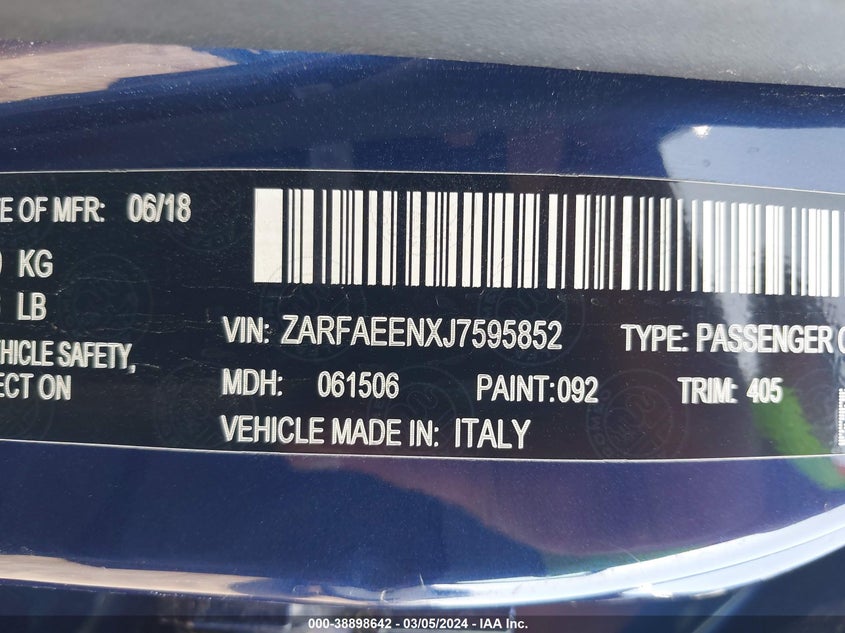 E OF MFR: 06/18
KG
LB
VIN: ZARFAEENXJ7595852
TYPE: PASSENGER
HICLE SAFETY,
ECT ON
MDH: 061506 PAINT:092 TRIM: 405
VEHICLE MADE IN: ITALY
000-38898642 / 03/05/2024 - IAA Inc.